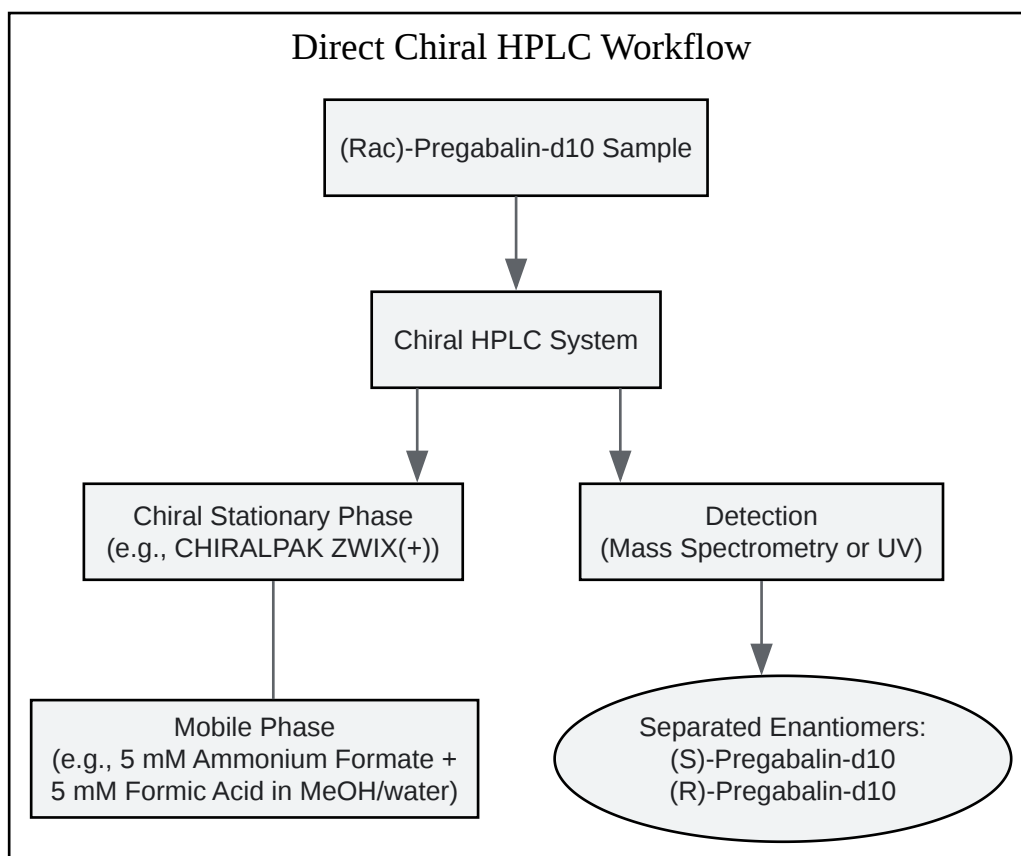 Direct Chiral HPLC Workflow
(Rac)-Pregabalin-d10 Sample
Chiral HPLC System
Chiral Stationary Phase
(e.g., CHIRALPAK ZWIX(+))
Detection
(Mass Spectrometry or UV)
Mobile Phase
(e.g., 5 mM Ammonium Formate +
5 mM Formic Acid in MeOH/water)
Separated Enantiomers:
(S)-Pregabalin-d10
(R)-Pregabalin-d10